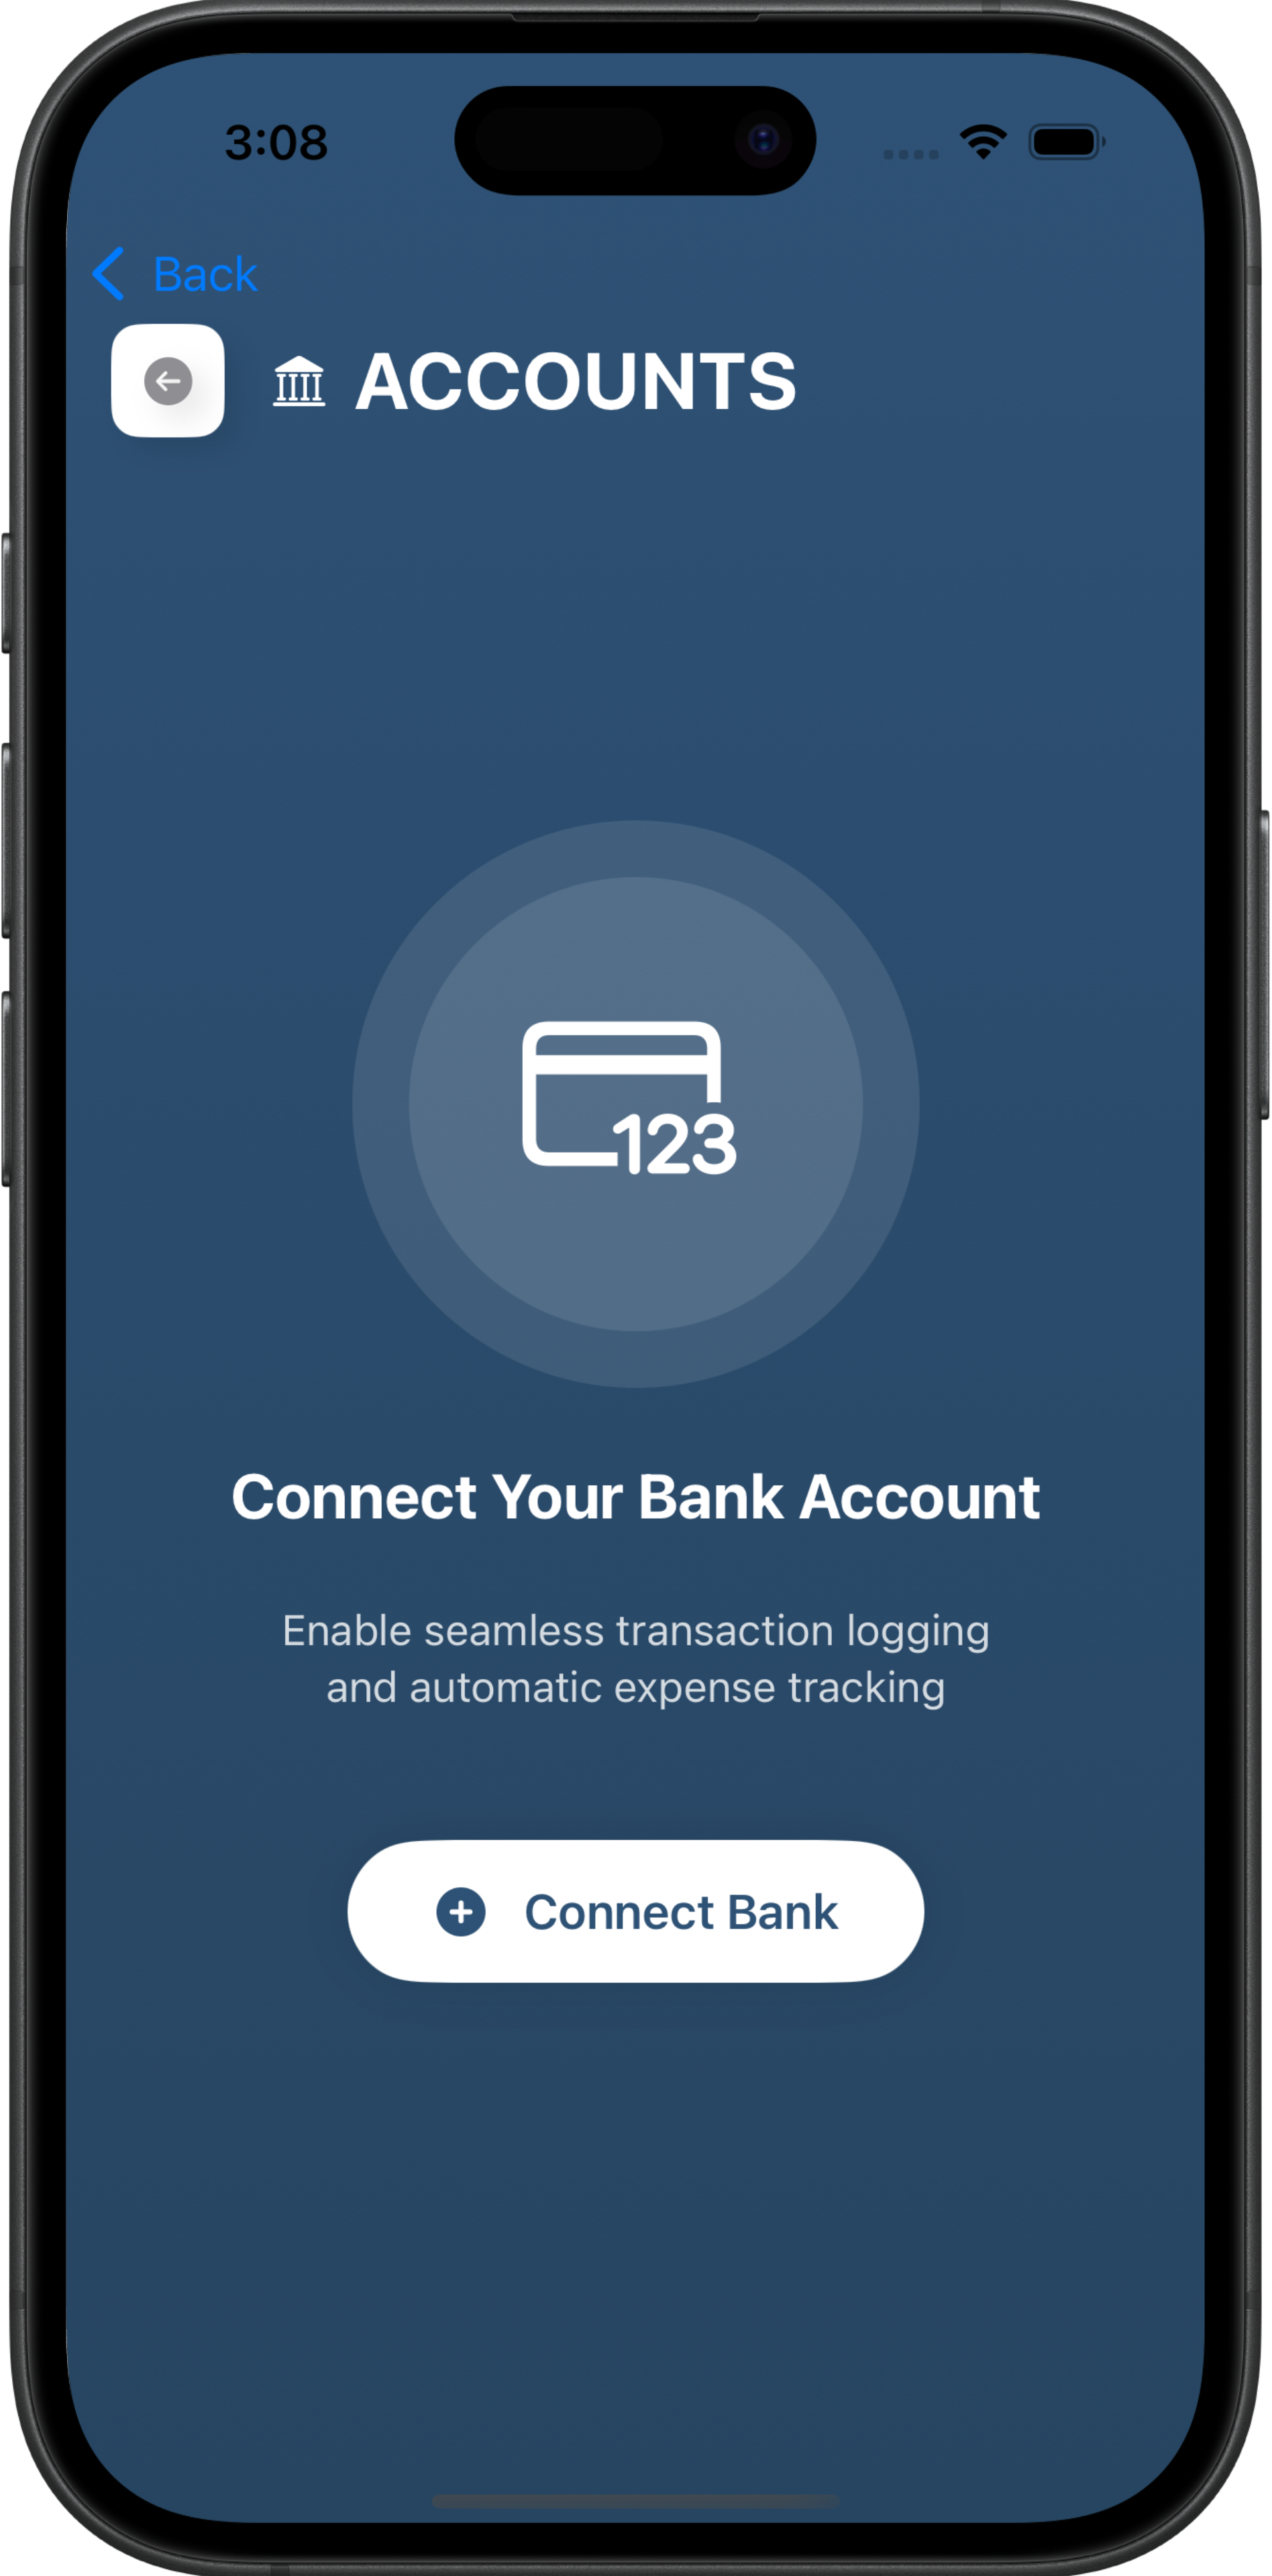 3:08
Back
ACCOUNTS
123
Connect Your Bank Account
Enable seamless transaction logging
and automatic expense tracking
Connect Bank